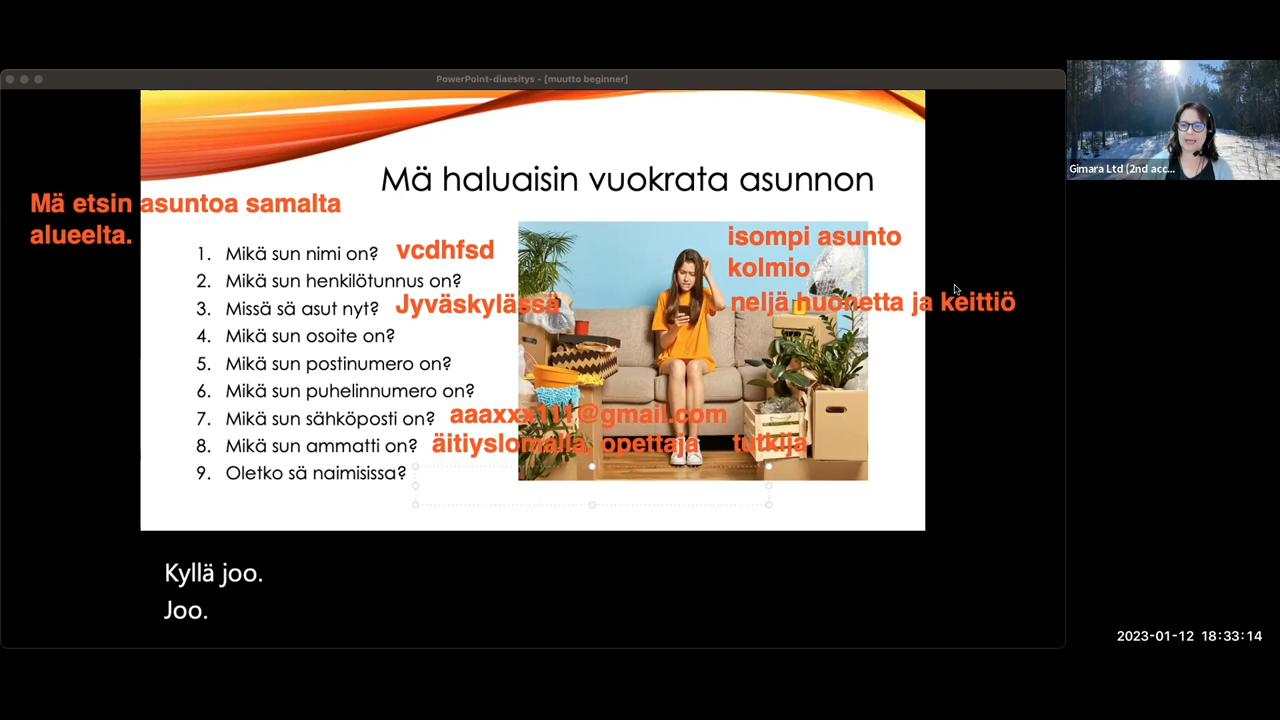 PowerPoint-diaesitys - [muutto beginner]
Gimara Ltd (2nd acc...
Mä haluaisin vuokrata asunnon
Mä etsin asuntoa samalta
alueelta.
1. Mikä sun nimi on? vcdhfsd
2. Mikä sun henkilötunnus on?
3. Missä sä asut nyt? Jyväskylässä
4. Mikä sun osoite on?
5. Mikä sun postinumero on?
6. Mikä sun puhelinnumero on?
7. Mikä sun sähköposti on? aaaxxx111@gmail.com
8. Mikä sun ammatti on? äitiyslomalla, opettaja tutkija
9. Oletko sä naimisissa?
isompi asunto
kolmio
neljä huonetta ja keittiö
Kyllä joo.
Joo.
2023-01-12 18:33:14